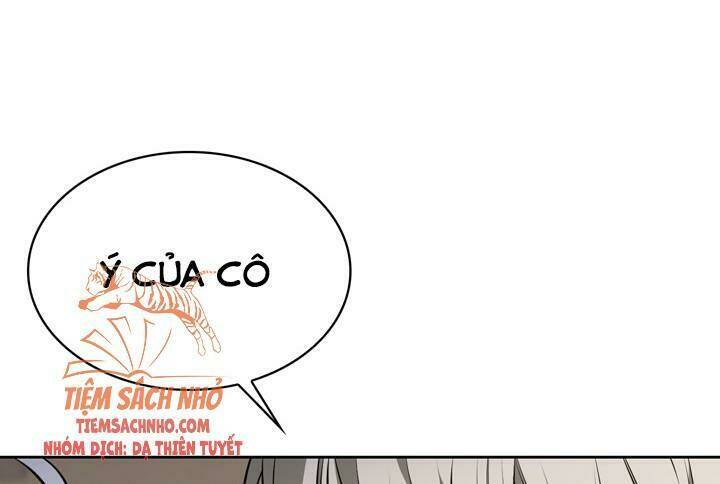 Ý CỦA CÔ
TIỆM SÁCH NHỎ
TIEMSACHNHO.COM
NHÓM DỊCH: DẠ THIÊN TUYẾT